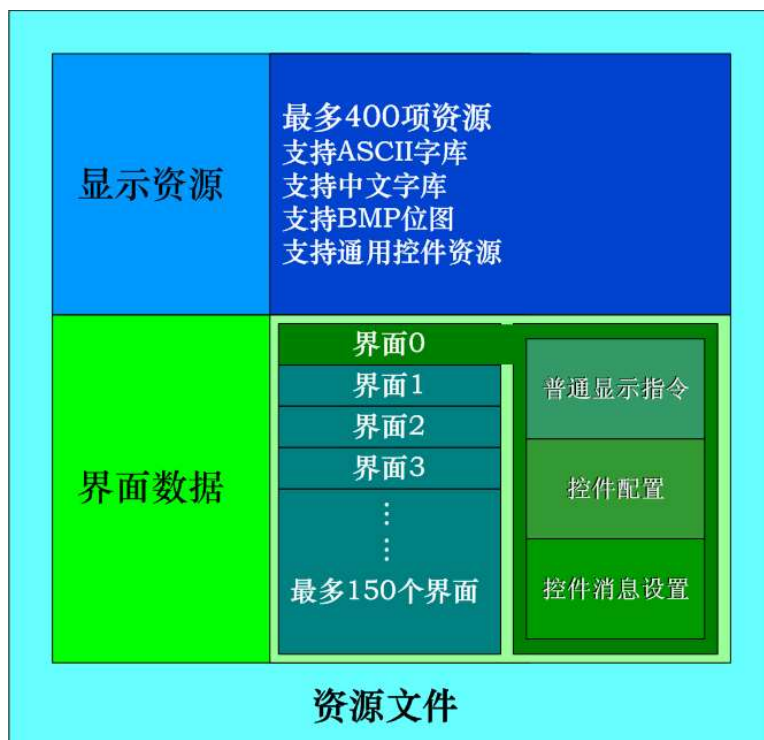 显示资源
最多400项资源
支持ASCII字库
支持中文字库
支持BMP位图
支持通用控件资源
界面数据
界面0
界面1
界面2
界面3
⋮
⋮
最多150个界面
普通显示指令
控件配置
控件消息设置
资源文件